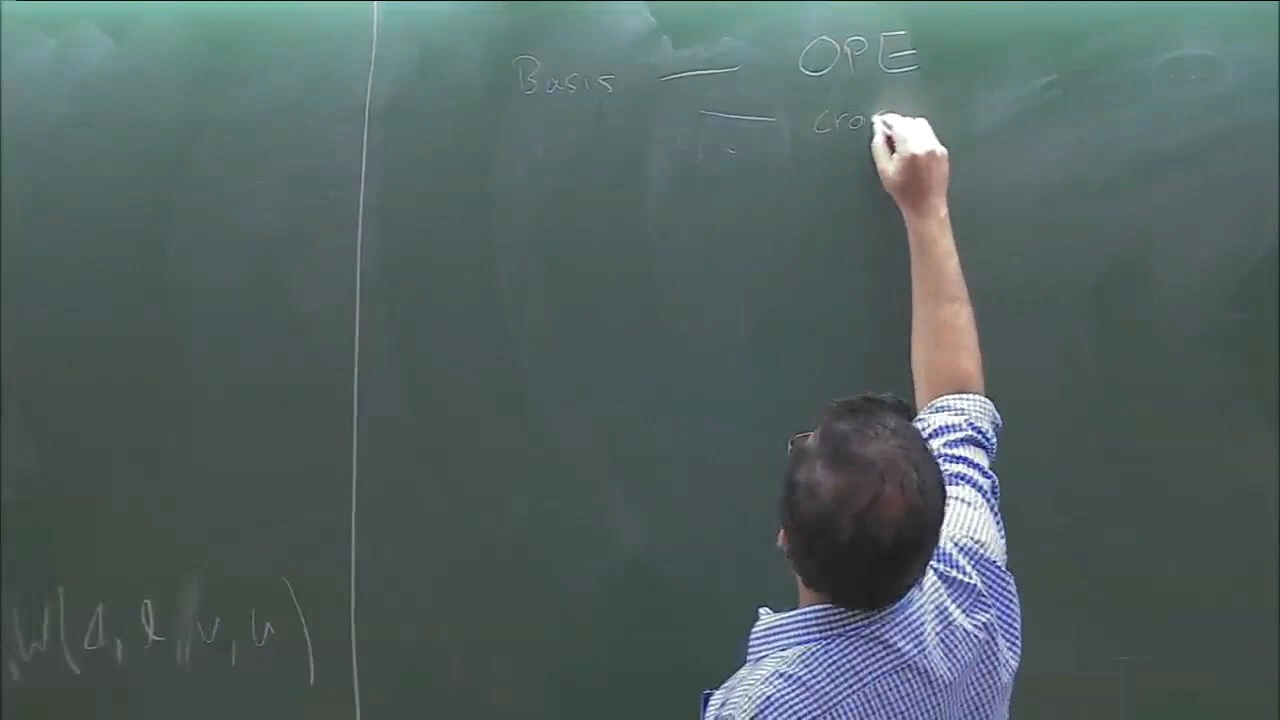 Basis — OPE
— cro
W(Δ, l, v, u)